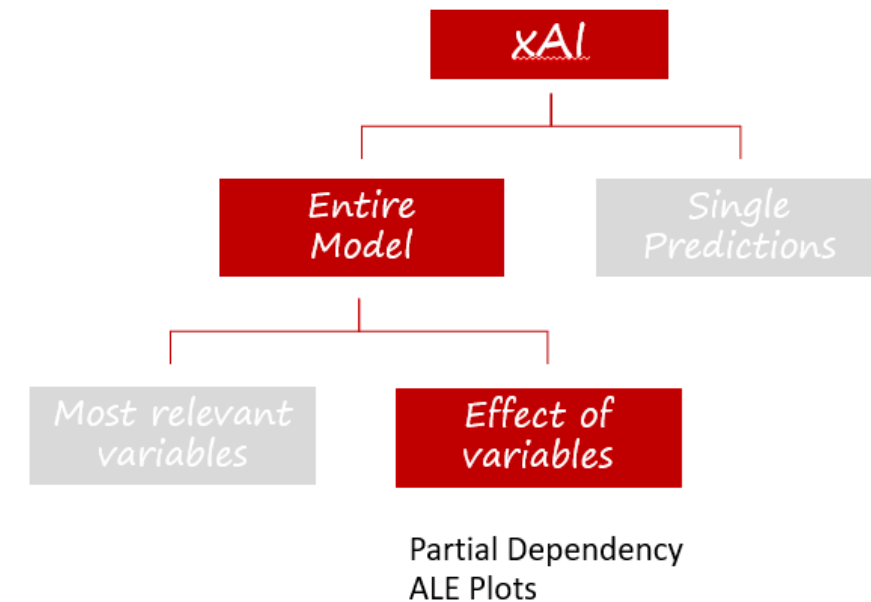 xAI
Entire
Model
Single
Predictions
Most relevant
variables
Effect of
variables
Partial Dependency
ALE Plots